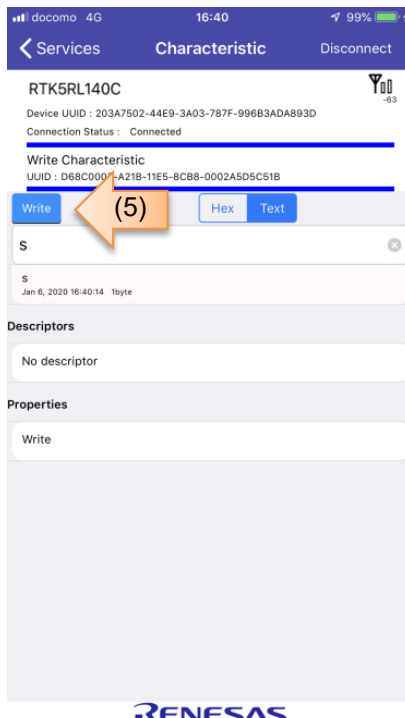 docomo 4G 16:40 99%
Services Characteristic Disconnect
RTK5RL140C
-63
Device UUID : 203A7502-44E9-3A03-787F-996B3ADA893D
Connection Status : Connected
Write Characteristic
UUID : D68C0002-A21B-11E5-8CB8-0002A5D5C51B
Write (5) Hex Text
S
S
Jan 6, 2020 16:40:14 1byte
Descriptors
No descriptor
Properties
Write
RENESAS